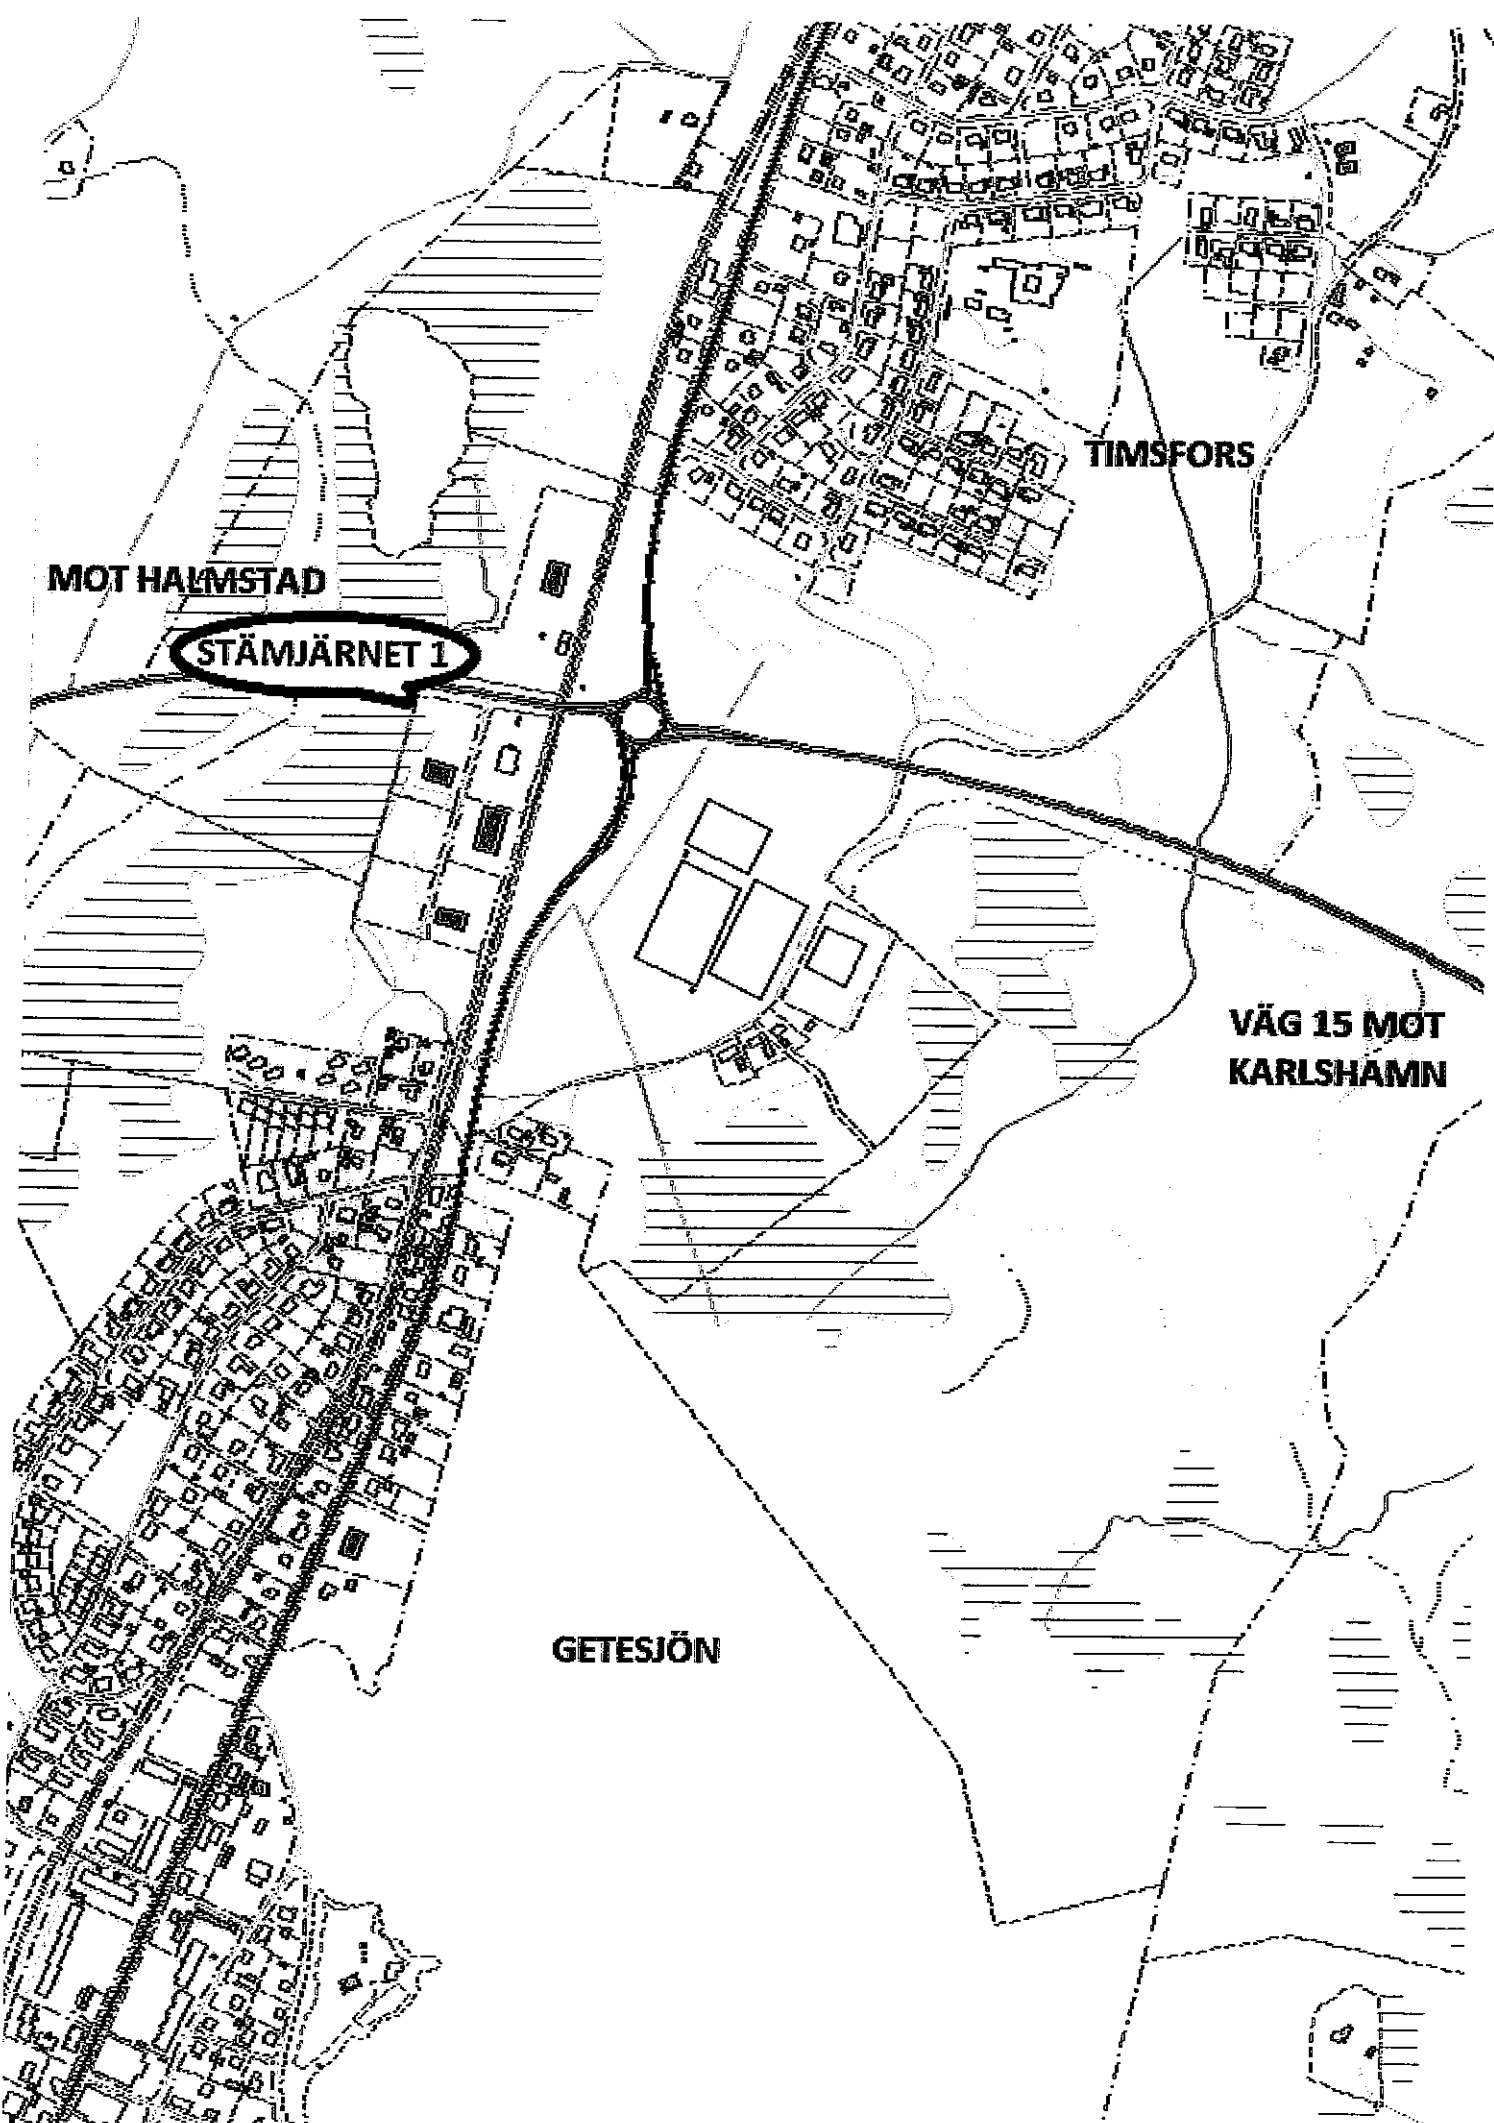 TIMSFORS
MOT HALMSTAD
STÄMJÄRNET 1
VÄG 15 MOT
KARLSHAMN
GETESJÖN